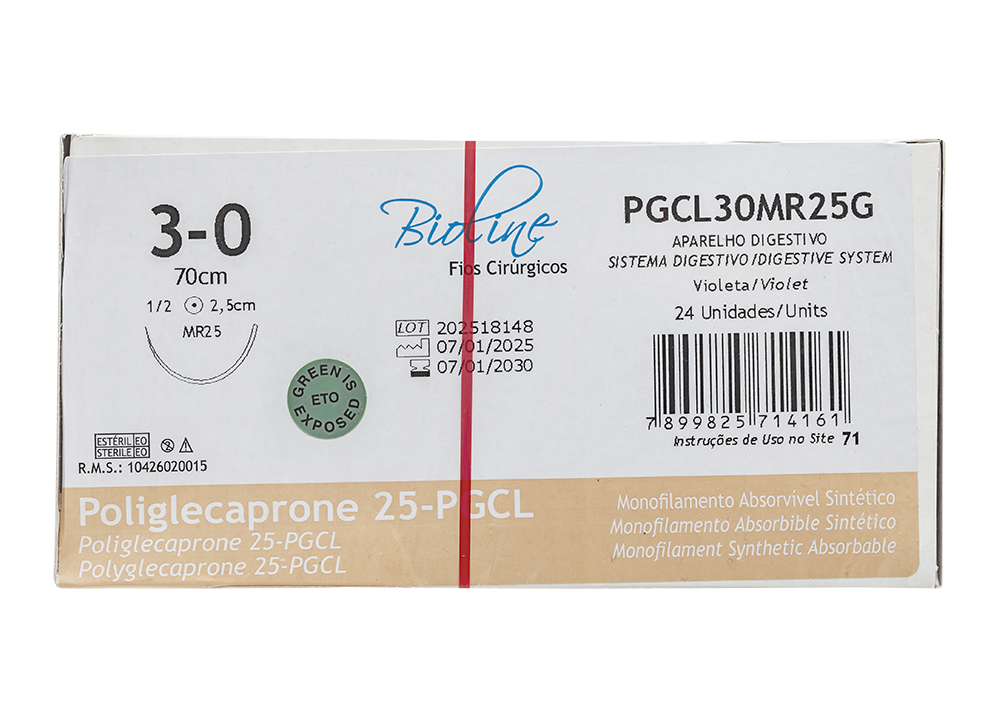 3-0
70cm
1/2 2,5cm
MR25
Bioline
Fios Cirúrgicos
LOT 202518148
07/01/2025
07/01/2030
GREEN IS
ETO
EXPOSED
PGCL30MR25G
APARELHO DIGESTIVO
SISTEMA DIGESTIVO/DIGESTIVE SYSTEM
Violeta/Violet
24 Unidades/Units
7 899825 714161
Instruções de Uso no Site 71
ESTÉRIL EO
STERILE EO
R.M.S.: 10426020015
Poliglecaprone 25-PGCL
Poliglecaprone 25-PGCL
Polyglecaprone 25-PGCL
Monofilamento Absorvível Sintético
Monofilamento Absorbible Sintético
Monofilament Synthetic Absorbable